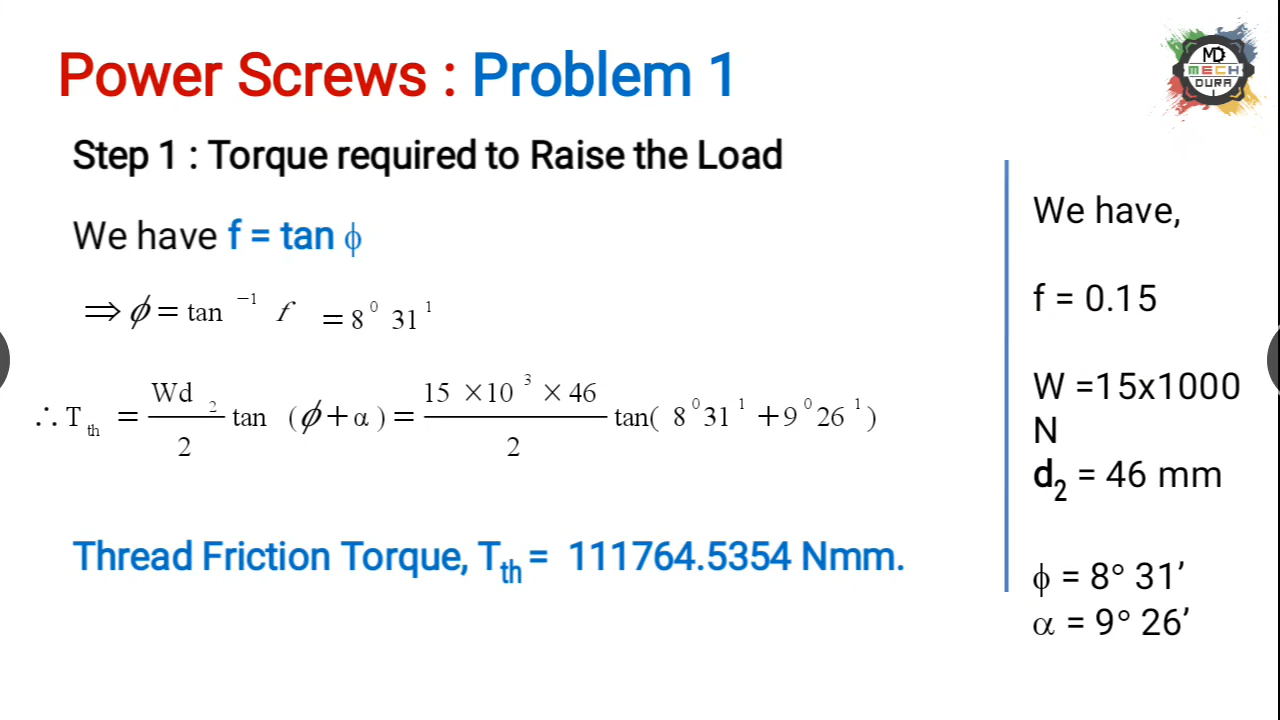 Power Screws : Problem 1
MD
MECH
DURA
Step 1 : Torque required to Raise the Load
We have f = tan ϕ
⇒ ϕ = tan ⁻¹ f = 8⁰ 31¹
∴ T_th = Wd₂/2 tan (ϕ + α) = 15 ×10³ × 46/2 tan( 8⁰31¹ +9⁰26¹ )
Thread Friction Torque, T_th = 111764.5354 Nmm.
We have,
f = 0.15
W =15x1000
N
d₂ = 46 mm
ϕ = 8° 31’
α = 9° 26’